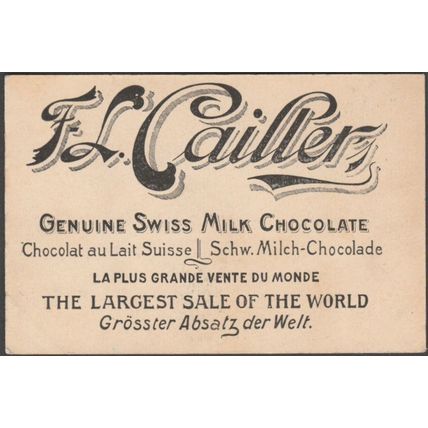 F. L. Cailler's
GENUINE SWISS MILK CHOCOLATE
Chocolat au Lait Suisse Schw. Milch-Chocolade
LA PLUS GRANDE VENTE DU MONDE
THE LARGEST SALE OF THE WORLD
Grösster Absatz der Welt.